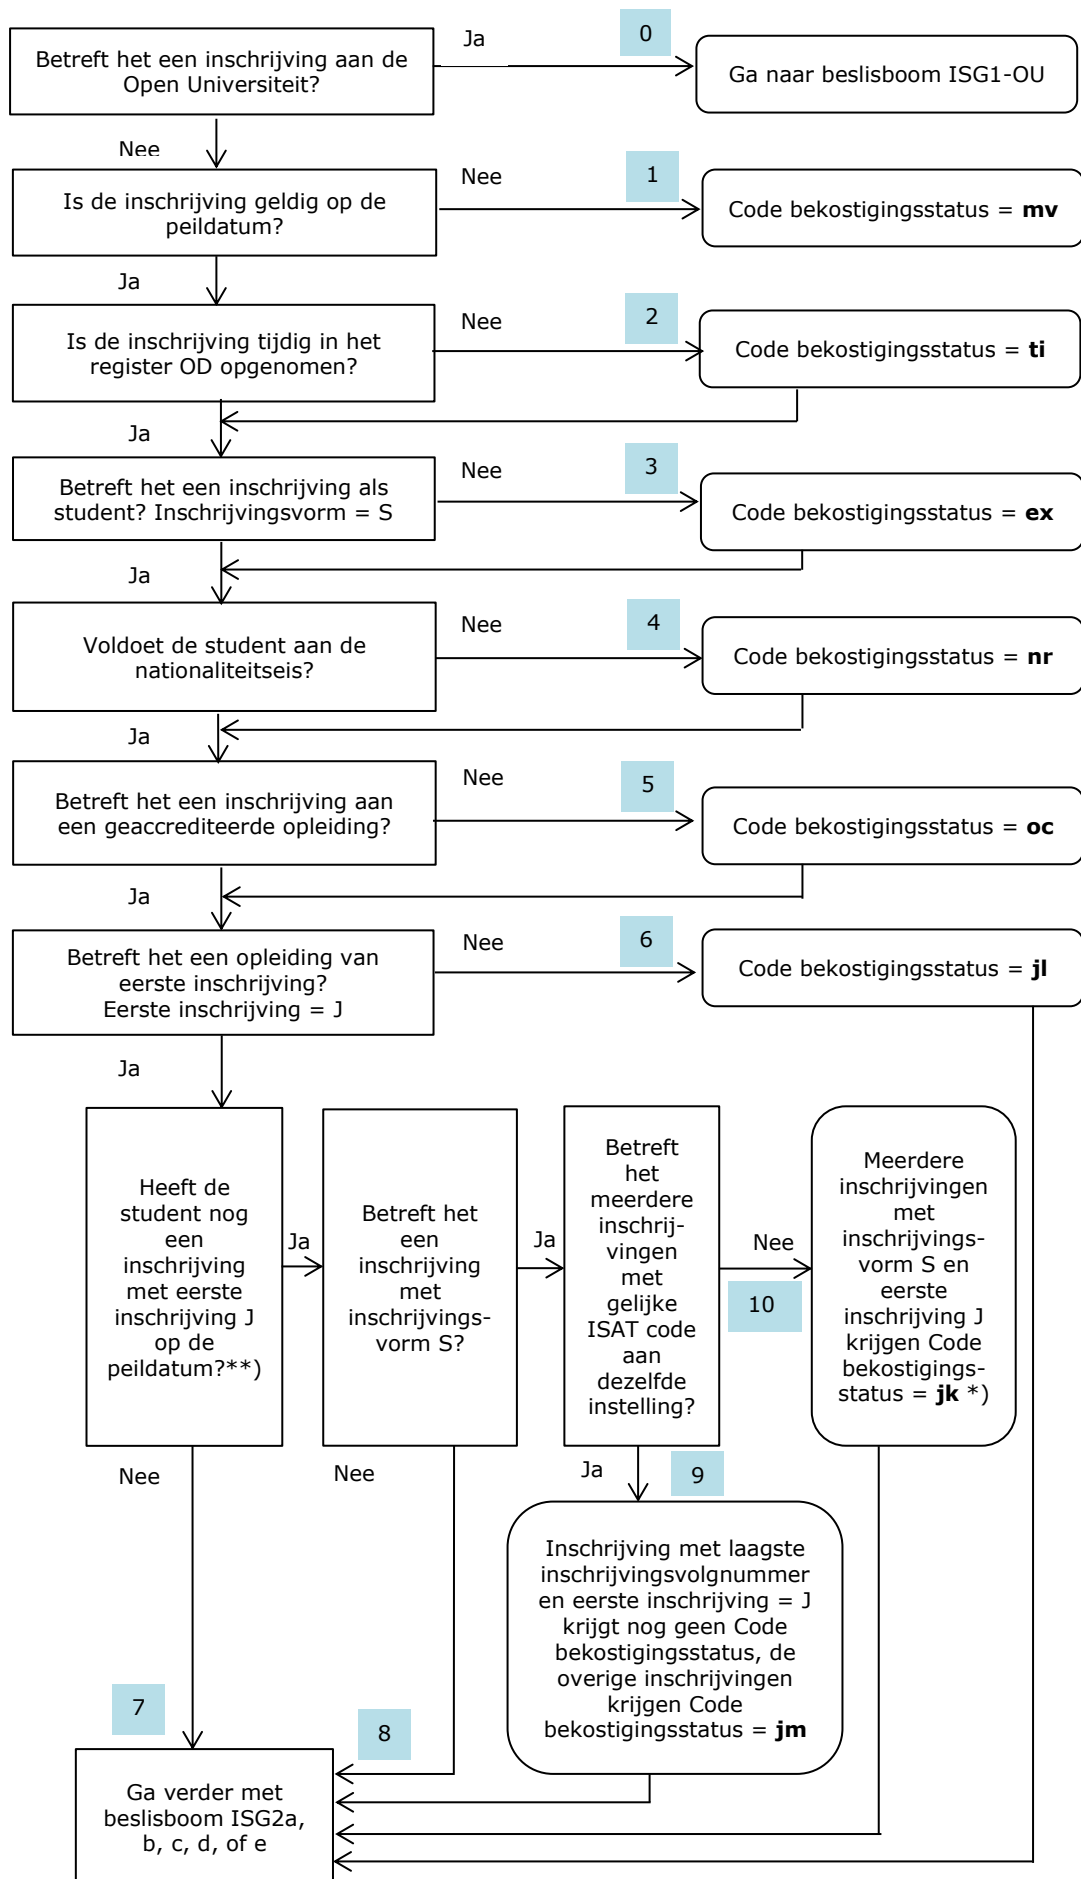 Betreft het een inschrijving aan de
Open Universiteit?
Ja
0
Ga naar beslisboom ISG1-OU
Nee
Is de inschrijving geldig op de
peildatum?
Nee
1
Code bekostigingsstatus = mv
Ja
Is de inschrijving tijdig in het
register OD opgenomen?
Nee
2
Code bekostigingsstatus = ti
Ja
Betreft het een inschrijving als
student? Inschrijvingsvorm = S
Nee
3
Code bekostigingsstatus = ex
Ja
Voldoet de student aan de
nationaliteitseis?
Nee
4
Code bekostigingsstatus = nr
Ja
Betreft het een inschrijving aan
een geaccrediteerde opleiding?
Nee
5
Code bekostigingsstatus = oc
Ja
Betreft het een opleiding van
eerste inschrijving?
Eerste inschrijving = J
Nee
6
Code bekostigingsstatus = jl
Ja
Heeft de
student nog
een
inschrijving
met eerste
inschrijving J
op de
peildatum?**)
Ja
Betreft het
een
inschrijving
met
inschrijvings-
vorm S?
Ja
Betreft
het
meerdere
inschrij-
vingen
met
gelijke
ISAT code
aan
dezelfde
instelling?
Nee
10
Meerdere
inschrijvingen
met
inschrijvings-
vorm S en
eerste
inschrijving J
krijgen Code
bekostigings-
status = jk *)
Nee
Nee
Ja
9
Inschrijving met laagste
inschrijvingsvolgnummer
en eerste inschrijving = J
krijgt nog geen Code
bekostigingsstatus, de
overige inschrijvingen
krijgen Code
bekostigingsstatus = jm
7
8
Ga verder met
beslisboom ISG2a,
b, c, d, of e